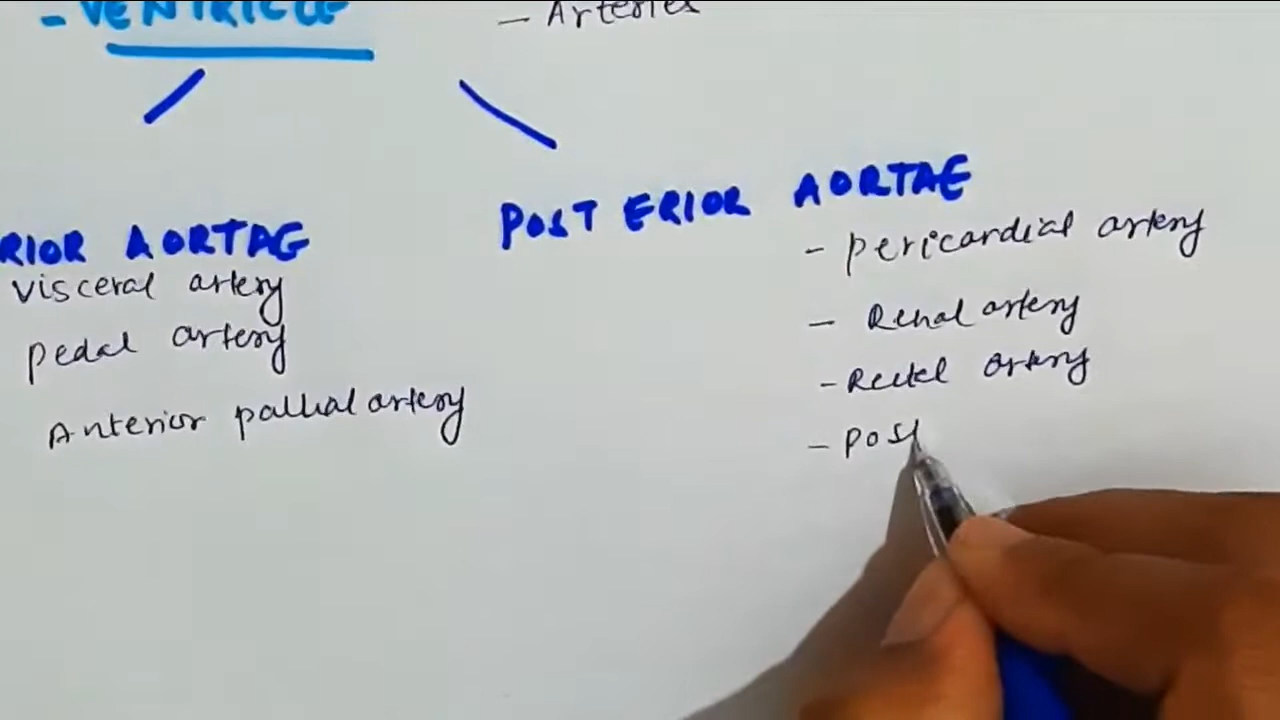 - VENTRICLE
- Arteries
RIOR AORTAE
Visceral artery
pedal artery
Anterior pallial artery
POSTERIOR AORTAE
- pericardial artery
- Renal artery
- Rectal artery
- Post